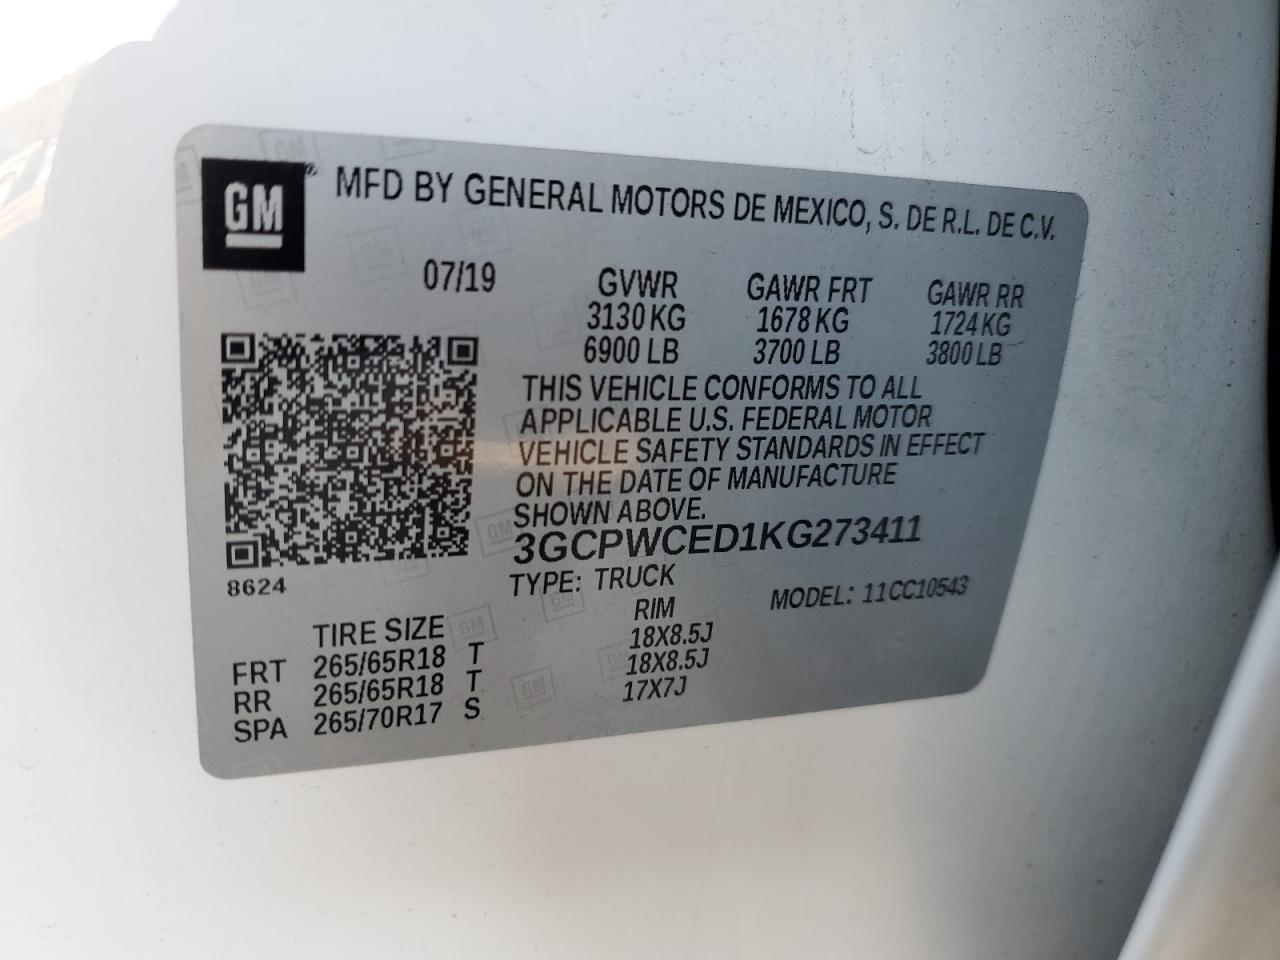 GM
MFD BY GENERAL MOTORS DE MEXICO, S. DE R.L. DE C.V.
07/19 GVWR GAWR FRT GAWR RR
3130 KG 1678 KG 1724 KG
6900 LB 3700 LB 3800 LB
THIS VEHICLE CONFORMS TO ALL
APPLICABLE U.S. FEDERAL MOTOR
VEHICLE SAFETY STANDARDS IN EFFECT
ON THE DATE OF MANUFACTURE
SHOWN ABOVE.
3GCPWCED1KG273411
8624
TYPE: TRUCK MODEL: 11CC10543
TIRE SIZE RIM
FRT 265/65R18 T 18X8.5J
RR 265/65R18 T 18X8.5J
SPA 265/70R17 S 17X7J